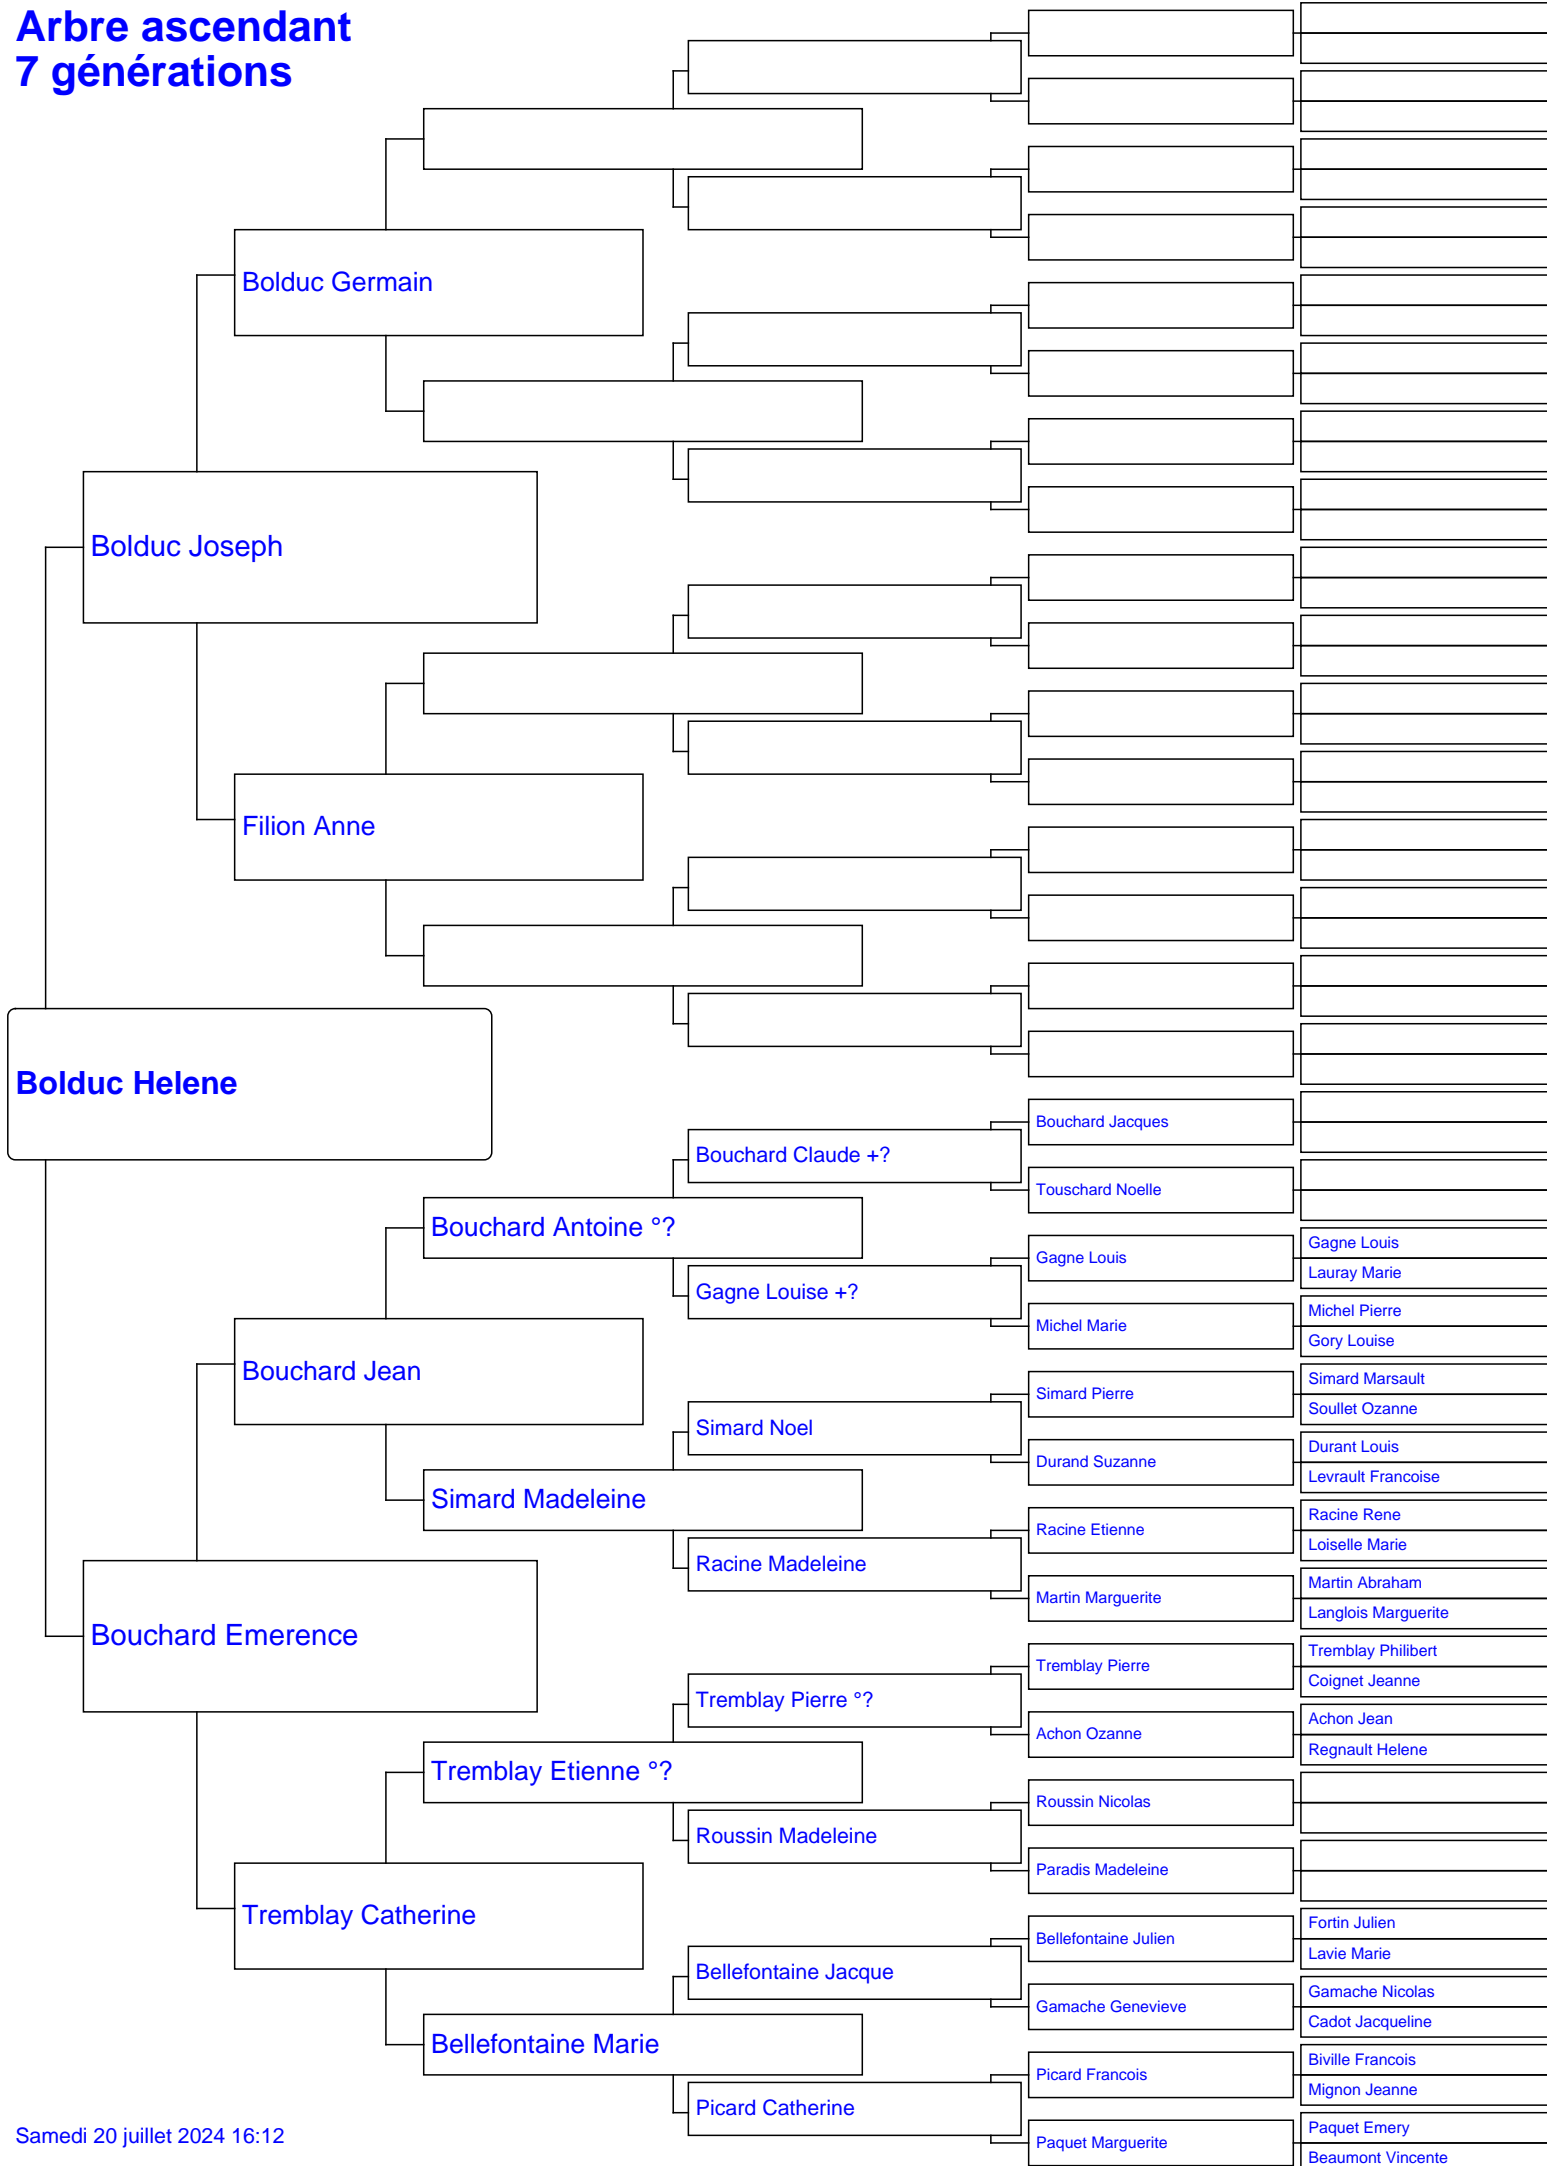 Arbre ascendant
7 générations
Bolduc Germain
Bolduc Joseph
Filion Anne
Bolduc Helene
Bouchard Jacques
Bouchard Claude +?
Touschard Noelle
Bouchard Antoine °?
Gagne Louis
Gagne Louis
Lauray Marie
Gagne Louise +?
Michel Marie
Michel Pierre
Gory Louise
Bouchard Jean
Simard Pierre
Simard Marsault
Soullet Ozanne
Simard Noel
Durand Suzanne
Durant Louis
Levrault Francoise
Simard Madeleine
Racine Etienne
Racine Rene
Loiselle Marie
Racine Madeleine
Martin Marguerite
Martin Abraham
Langlois Marguerite
Bouchard Emerence
Tremblay Pierre
Tremblay Philibert
Coignet Jeanne
Tremblay Pierre °?
Achon Ozanne
Achon Jean
Regnault Helene
Tremblay Etienne °?
Roussin Nicolas
Roussin Madeleine
Paradis Madeleine
Tremblay Catherine
Bellefontaine Julien
Fortin Julien
Lavie Marie
Bellefontaine Jacque
Gamache Genevieve
Gamache Nicolas
Cadot Jacqueline
Bellefontaine Marie
Picard Francois
Biville Francois
Mignon Jeanne
Picard Catherine
Paquet Marguerite
Paquet Emery
Beaumont Vincente
Samedi 20 juillet 2024 16:12